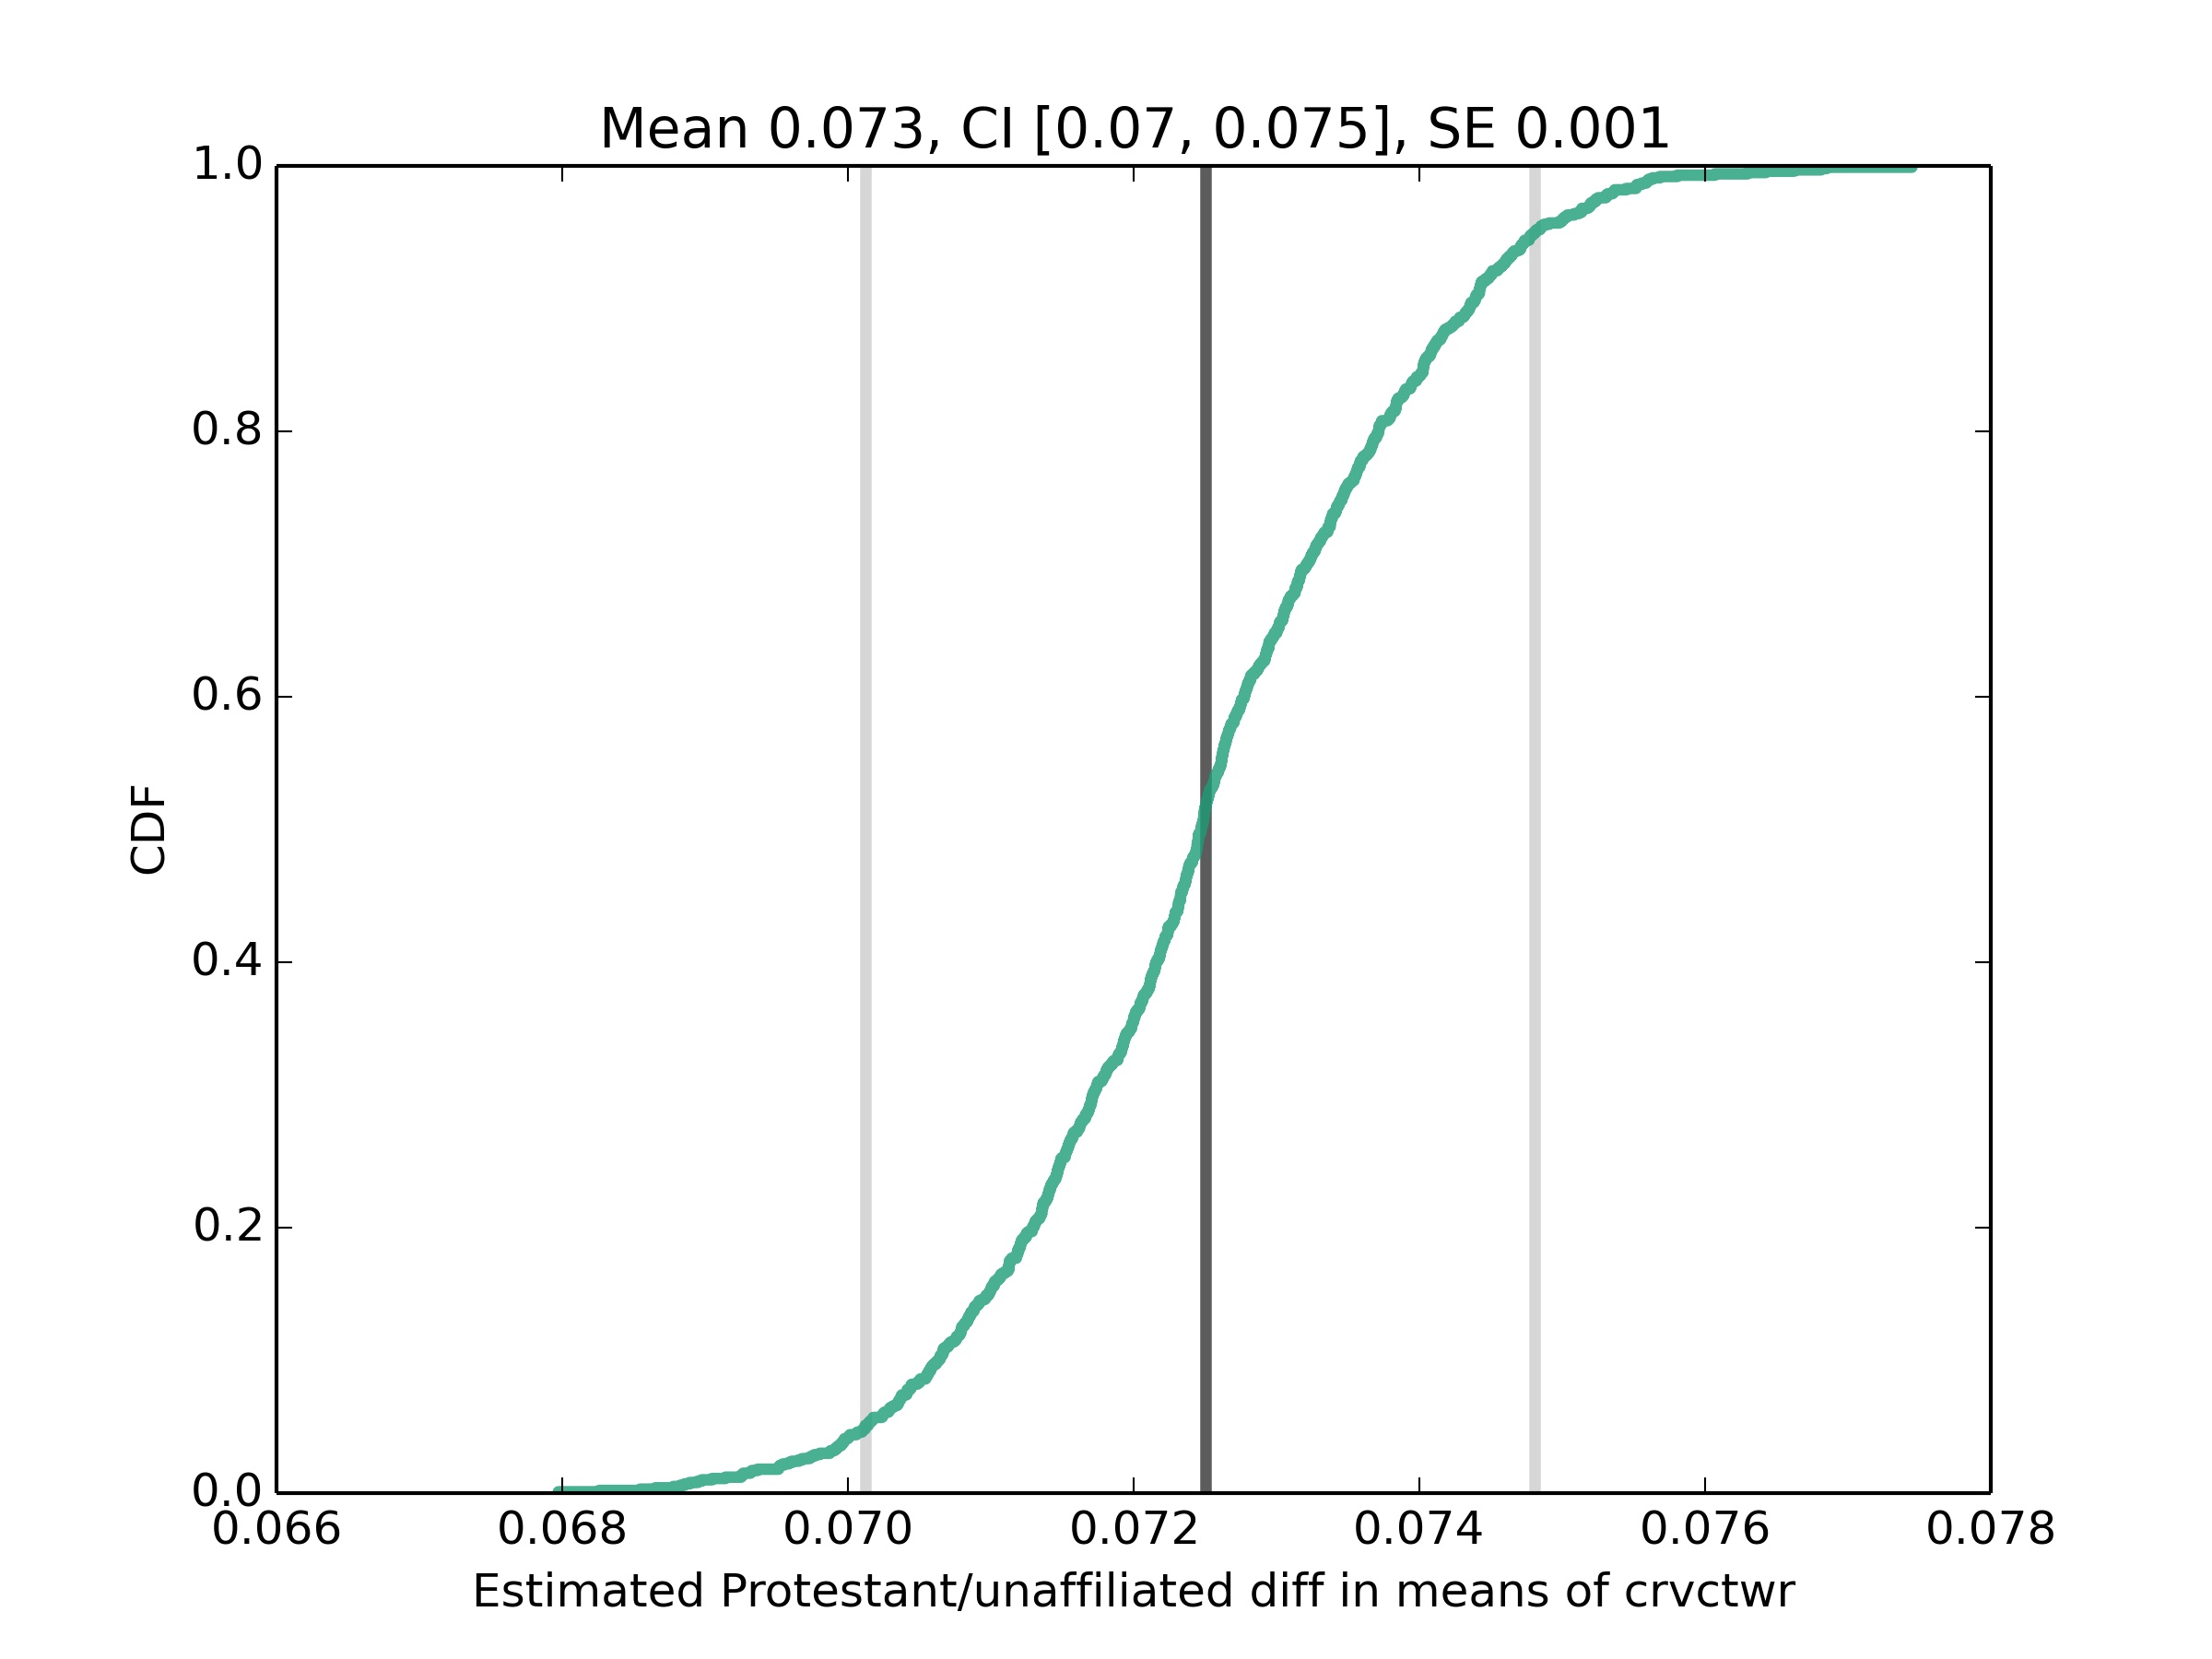 Mean 0.073, CI [0.07, 0.075], SE 0.001
1.0
0.8
0.6
0.4
0.2
0.0
CDF
0.066 0.068 0.070 0.072 0.074 0.076 0.078
Estimated Protestant/unaffiliated diff in means of crvctwr